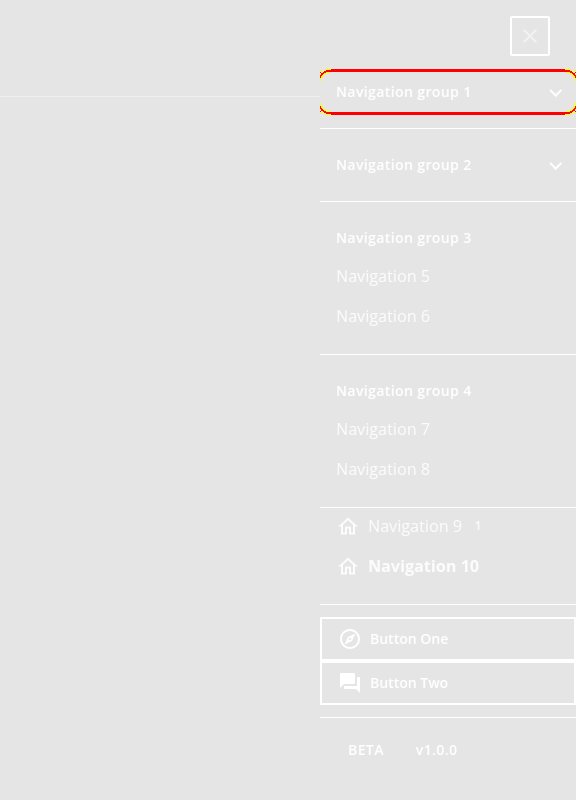 Navigation group 1
Navigation group 2
Navigation group 3
Navigation 5
Navigation 6
Navigation group 4
Navigation 7
Navigation 8
Navigation 9 1
Navigation 10
Button One
Button Two
BETA v1.0.0